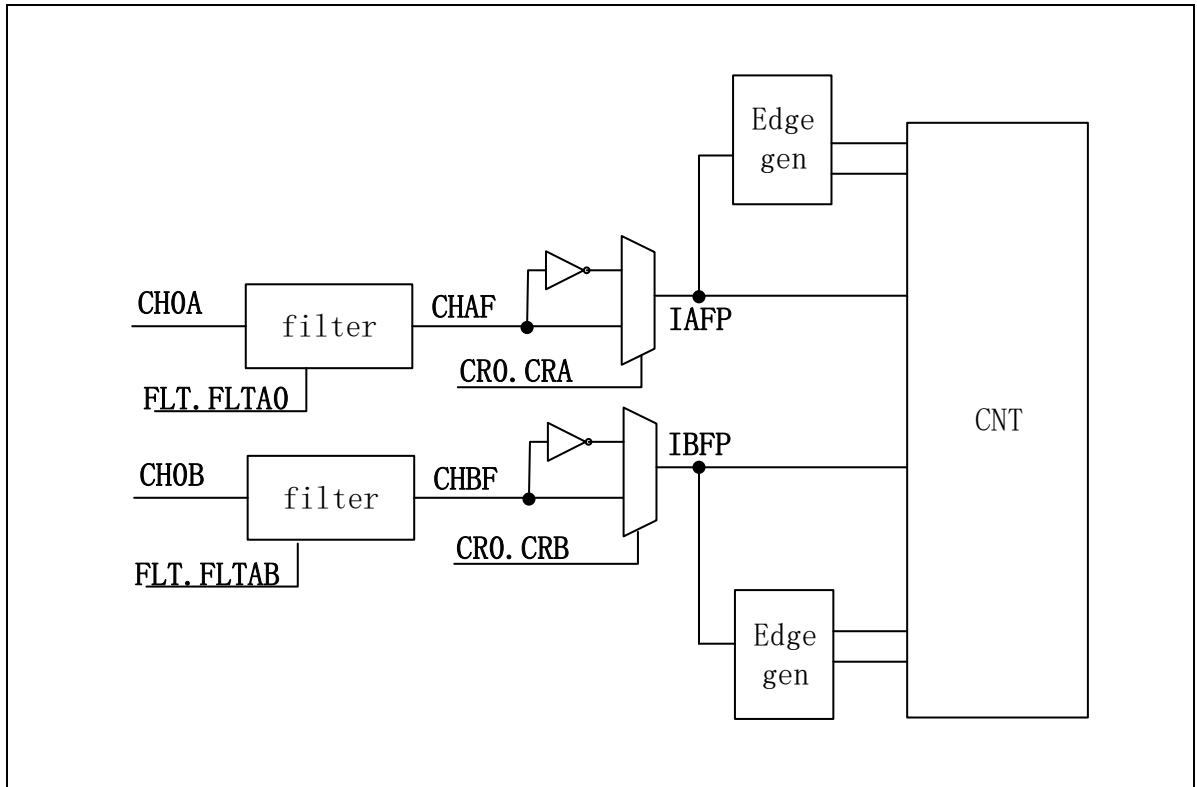 Edge
gen
CH0A
filter
CHAF
IAFP
CR0. CRA
FLT. FLTA0
CNT
CH0B
filter
CHBF
IBFP
CR0. CRB
FLT. FLTAB
Edge
gen